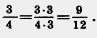 3/4 = 3·3/4·3 = 9/12.